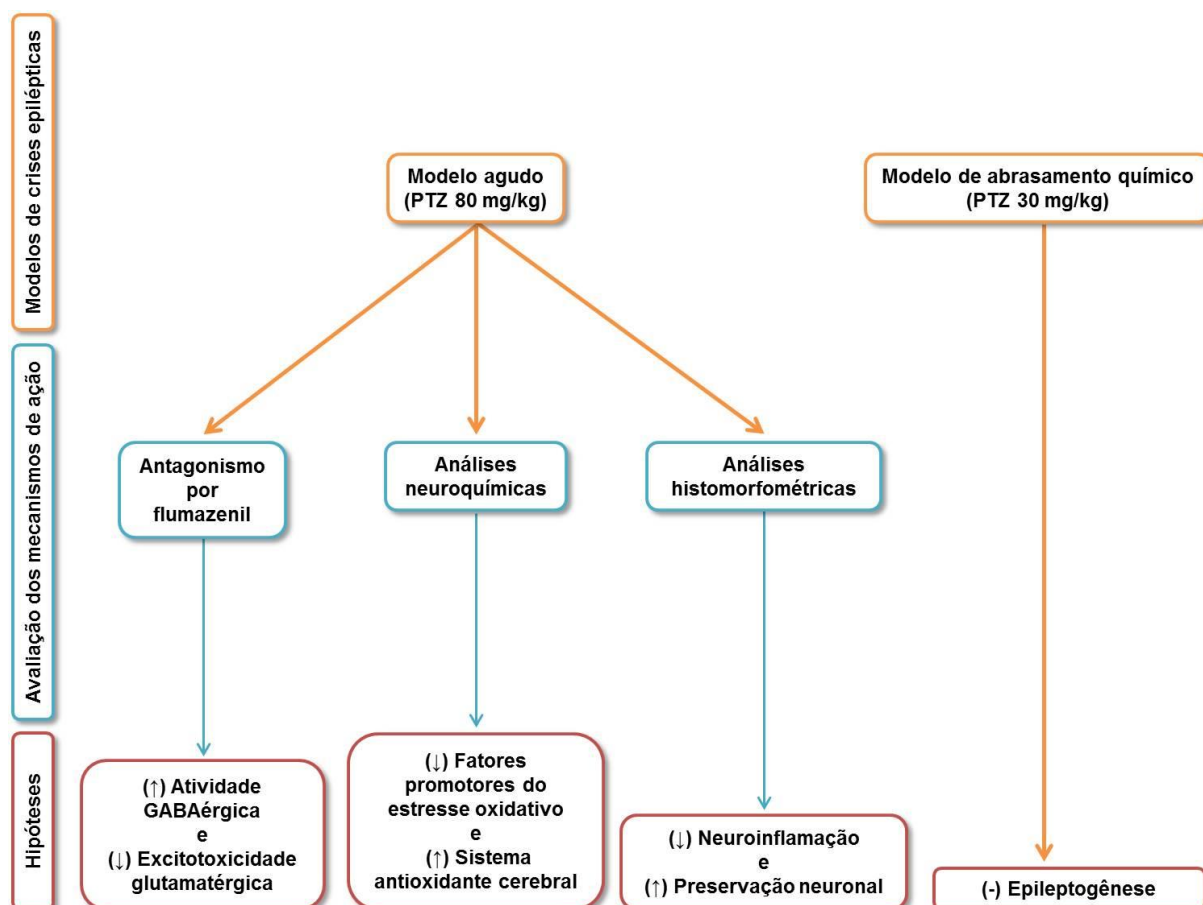 Modelos de crises epilépticas
Modelo agudo
(PTZ 80 mg/kg)
Modelo de abrasamento químico
(PTZ 30 mg/kg)
Avaliação dos mecanismos de ação
Antagonismo
por
flumazenil
Análises
neuroquímicas
Análises
histomorfométricas
Hipóteses
(↑) Atividade
GABAérgica
e
(↓) Excitotoxicidade
glutamatérgica
(↓) Fatores
promotores do
estresse oxidativo
e
(↑) Sistema
antioxidante cerebral
(↓) Neuroinflamação
e
(↑) Preservação neuronal
(-) Epileptogênese